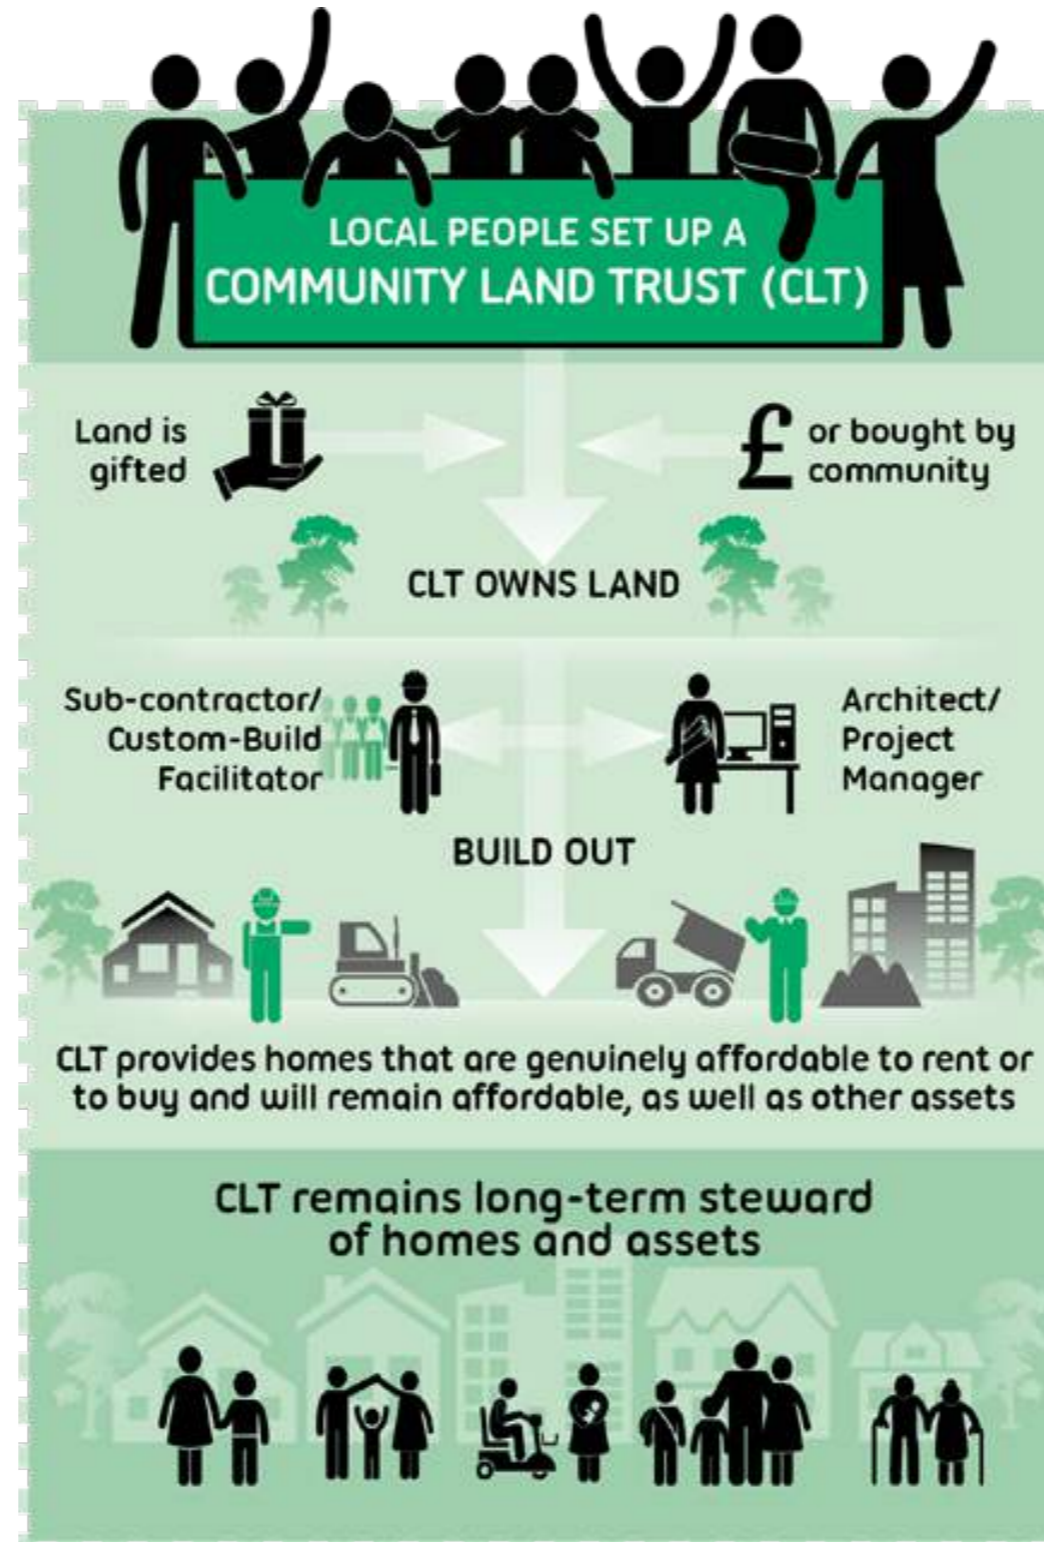 LOCAL PEOPLE SET UP A
COMMUNITY LAND TRUST (CLT)
Land is
gifted
£
or bought by
community
CLT OWNS LAND
Sub-contractor/
Custom-Build
Facilitator
Architect/
Project
Manager
BUILD OUT
CLT provides homes that are genuinely affordable to rent or
to buy and will remain affordable, as well as other assets
CLT remains long-term steward
of homes and assets